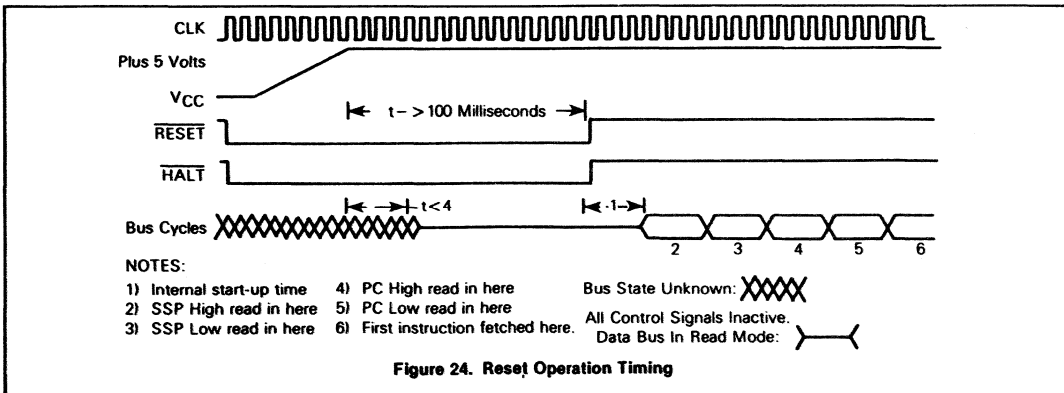 CLK
Plus 5 Volts
VCC
t – > 100 Milliseconds
RESET
HALT
t < 4
1
Bus Cycles
2 3 4 5 6
NOTES:
1) Internal start-up time
2) SSP High read in here
3) SSP Low read in here
4) PC High read in here
5) PC Low read in here
6) First instruction fetched here.
Bus State Unknown:
All Control Signals Inactive.
Data Bus In Read Mode:
Figure 24. Reset Operation Timing